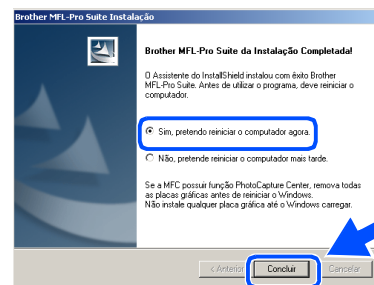 Brother MFL-Pro Suite Instalação
Brother MFL-Pro Suite da Instalação Completada!
O Assistente do InstallShield instalou com êxito Brother
MFL-Pro Suite. Antes de utilizar o programa, deve reiniciar o
computador.
Sim, pretendo reiniciar o computador agora.
Não, pretende reiniciar o computador mais tarde.
Se a MFC possuir função PhotoCapture Center, remova todas
as placas gráficas antes de reiniciar o Windows.
Não instale qualquer placa gráfica até o Windows carregar.
< Anterior
Concluir
Cancelar